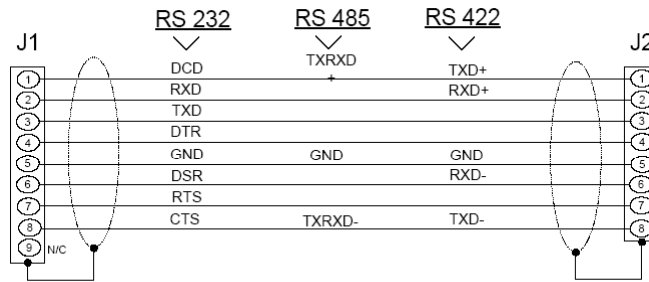 RS 232 RS 485 RS 422
J1 J2
DCD TXRXD TXD+
+
1 1
RXD RXD+
2 2
TXD
3 3
DTR
4 4
GND GND GND
5 5
DSR RXD-
6 6
RTS
7 7
CTS TXRXD- TXD-
8 8
9 N/C